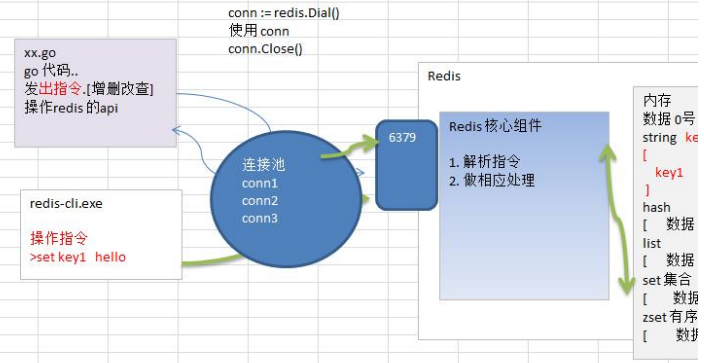 conn := redis.Dial()
使用 conn
conn.Close()
xx.go
go 代码..
发出指令.[增删改查]
操作redis 的api
redis-cli.exe
操作指令
>set key1 hello
连接池
conn1
conn2
conn3
6379
Redis
Redis 核心组件
1. 解析指令
2. 做相应处理
内存
数据 0号
string ke
[
key1
]
hash
[ 数据
list
[ 数据
set 集合
[ 数据
zset 有序
[ 数据